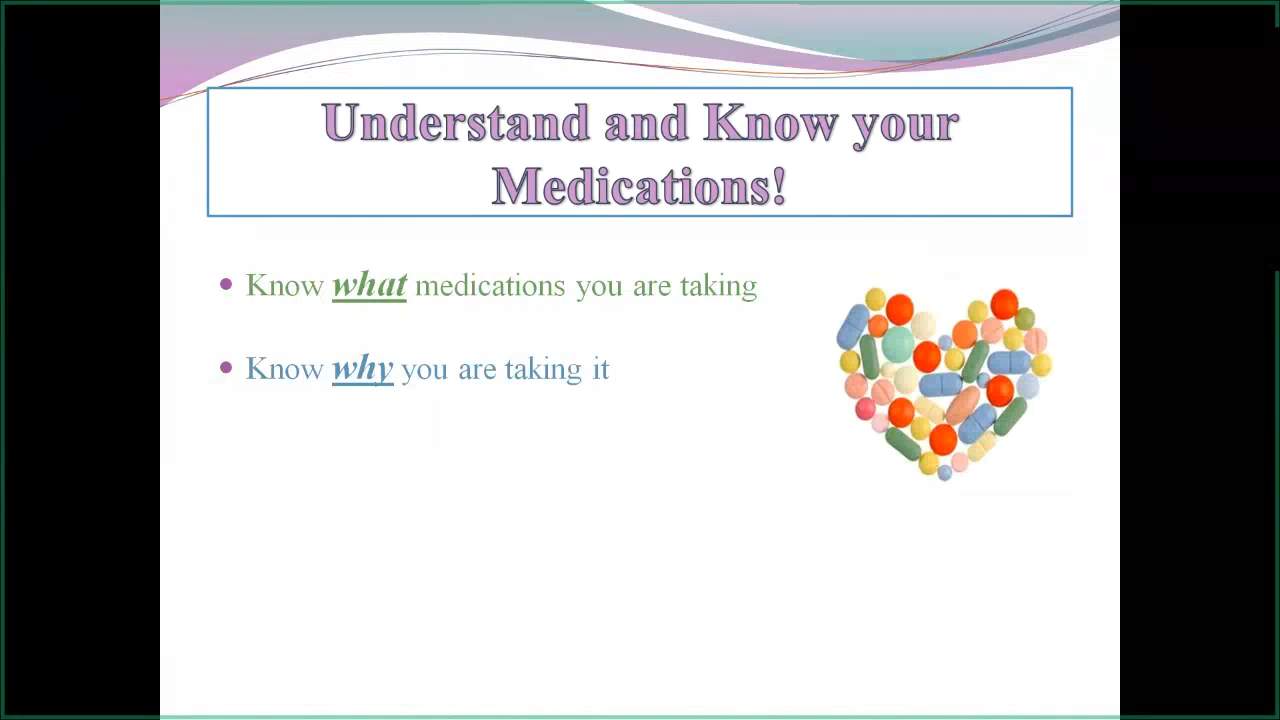 Understand and Know your
Medications!
Know what medications you are taking
Know why you are taking it